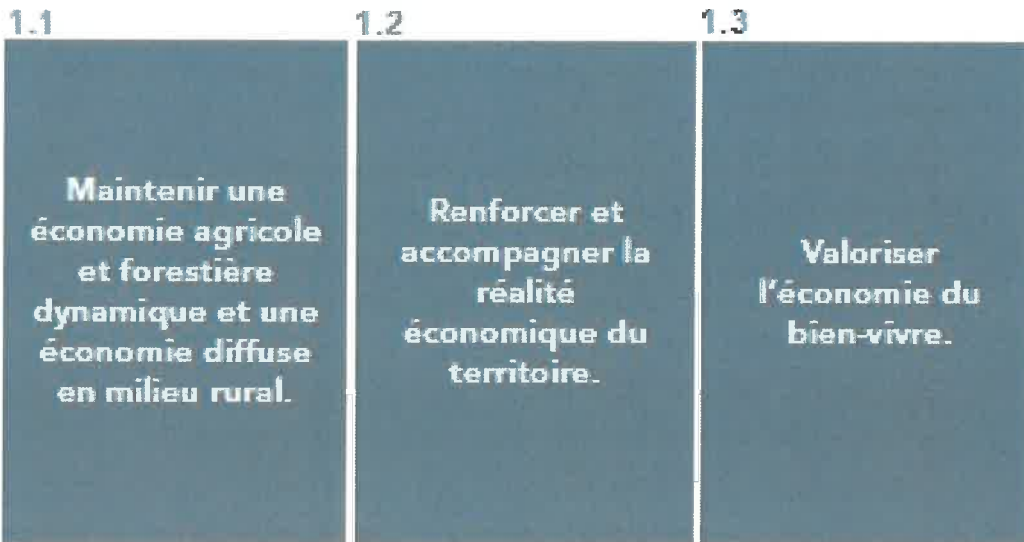 1.1
Maintenir une
économie agricole
et forestière
dynamique et une
économie diffuse
en milieu rural.
1.2
Renforcer et
accompagner la
réalité
économique du
territoire.
1.3
Valoriser
l'économie du
bien-vivre.